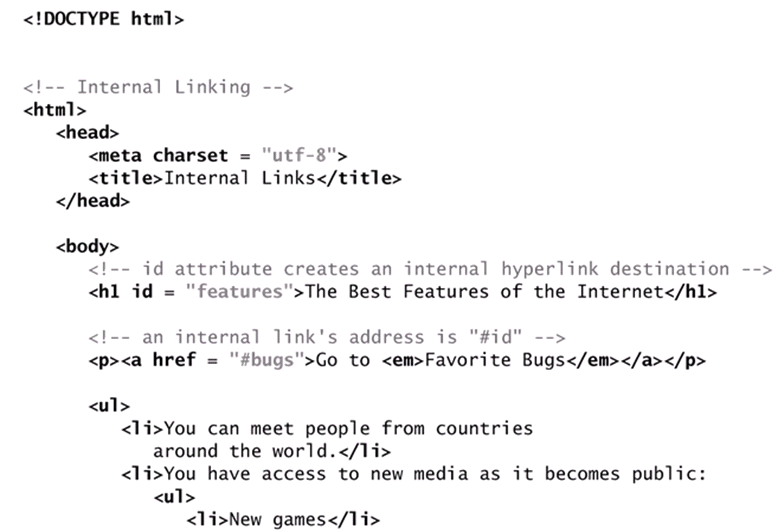 <!DOCTYPE html>
<!-- Internal Linking -->
<html>
<head>
<meta charset = "utf-8">
<title>Internal Links</title>
</head>
<body>
<!-- id attribute creates an internal hyperlink destination -->
<h1 id = "features">The Best Features of the Internet</h1>
<!-- an internal link's address is "#id" -->
<p><a href = "#bugs">Go to <em>Favorite Bugs</em></a></p>
<ul>
<li>You can meet people from countries
around the world.</li>
<li>You have access to new media as it becomes public:
<ul>
<li>New games</li>